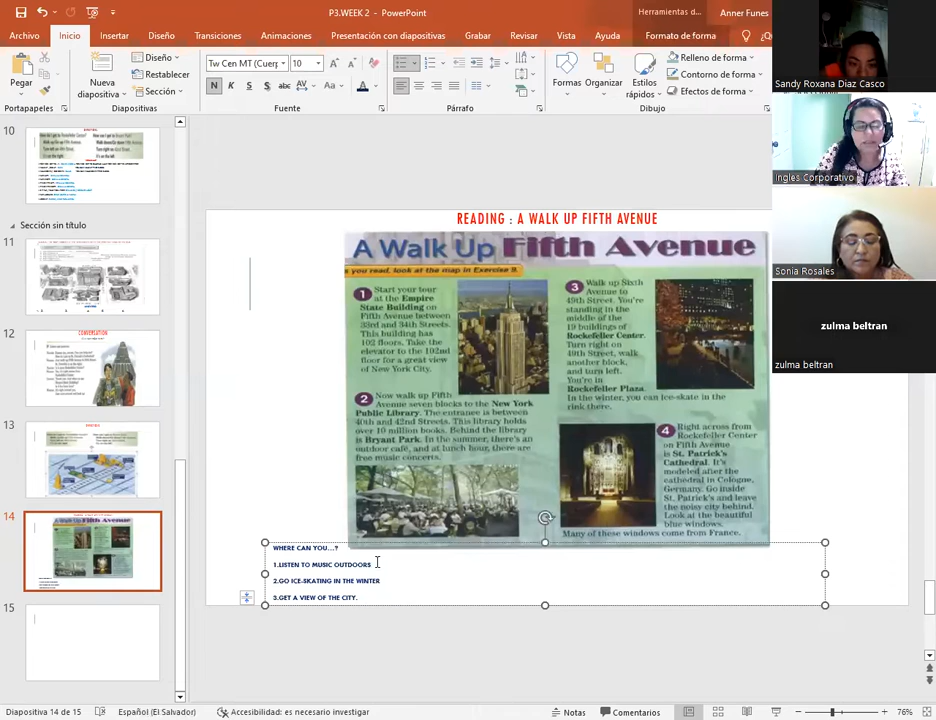 P3.WEEK 2 - PowerPoint
Herramientas d...
Anner Funes
Archivo
Inicio
Insertar
Diseño
Transiciones
Animaciones
Presentación con diapositivas
Grabar
Revisar
Vista
Ayuda
Formato de forma
Pegar
Nueva diapositiva
Diseño
Restablecer
Sección
Tw Cen MT (Cuerp
10
N K S abc AV Aa A
Formas
Organizar
Estilos rápidos
Relleno de forma
Contorno de forma
Efectos de forma
Portapapeles
Diapositivas
Fuente
Párrafo
Dibujo
Sandy Roxana Diaz Casco
Ingles Corporativo
Sonia Rosales
zulma beltran
zulma beltran
10
Sección sin título
11
12
CONVERSATION
13
14
15
READING : A WALK UP FIFTH AVENUE
A Walk Up Fifth Avenue
s you read, look at the map in Exercise 9.
1 Start your tour
at the Empire
State Building on
Fifth Avenue between
33rd and 34th Streets.
This building has
102 floors. Take the
elevator to the 102nd
floor for a great view
of New York City.
2 Now walk up Fifth
Avenue seven blocks to the New York
Public Library. The entrance is between
40th and 42nd Streets. This library holds
over 10 million books. Behind the library
is Bryant Park. In the summer, there's an
outdoor café, and at lunch hour, there are
free music concerts.
3 Walk up Sixth
Avenue to
49th Street. You're
standing in the
middle of the
19 buildings of
Rockefeller Center.
Turn right on
49th Street, walk
another block,
and turn left.
You're in
Rockefeller Plaza.
In the winter, you can ice-skate in the
rink there.
4 Right across from
Rockefeller Center
on Fifth Avenue
is St. Patrick's
Cathedral. It's
modeled after the
cathedral in Cologne,
Germany. Go inside
St. Patrick's and leave
the noisy city behind.
Look at the beautiful
blue windows.
Many of these windows come from France.
WHERE CAN YOU...?
1.LISTEN TO MUSIC OUTDOORS
2.GO ICE-SKATING IN THE WINTER
3.GET A VIEW OF THE CITY.
Diapositiva 14 de 15
Español (El Salvador)
Accesibilidad: es necesario investigar
Notas
Comentarios
76%